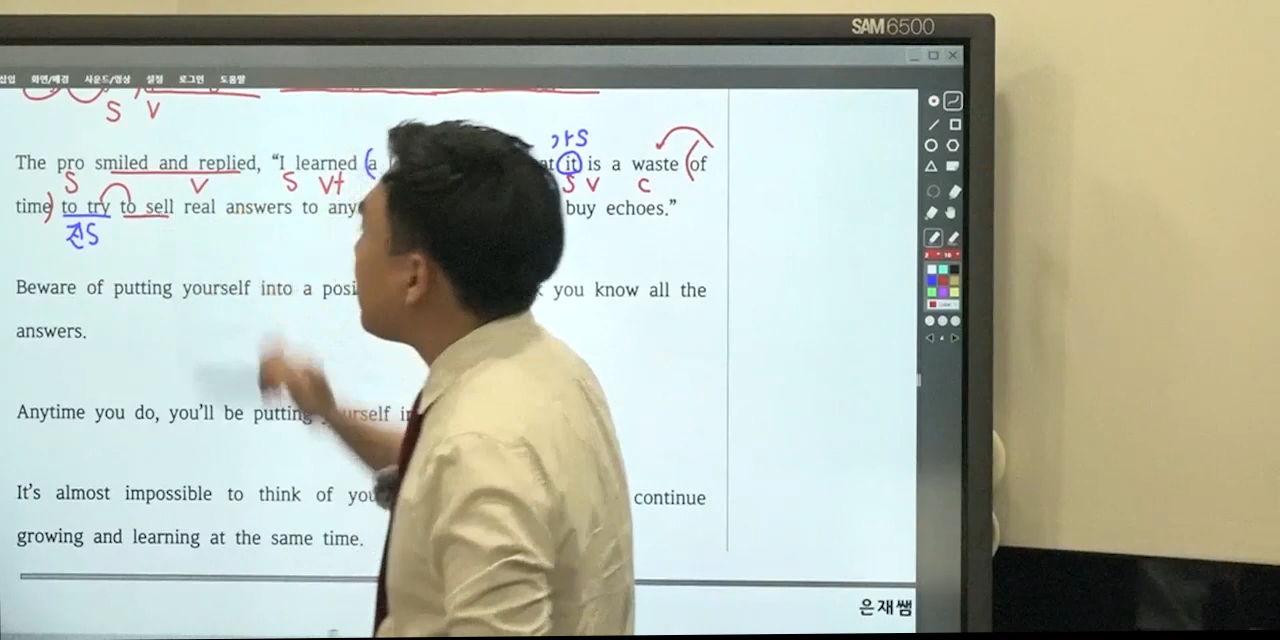 SAM6500
삽입 화면/배경 사운드/영상 설정 로그인 도움말
S V
가S
The pro smiled and replied, “I learned (a it is a waste (of
S V S Vt S V C
time) to try to sell real answers to buy echoes.”
진S
Beware of putting yourself into a you know all the
answers.
Anytime you do, you’ll be putting yourself
It’s almost impossible to think of continue
growing and learning at the same time.
은재쌤